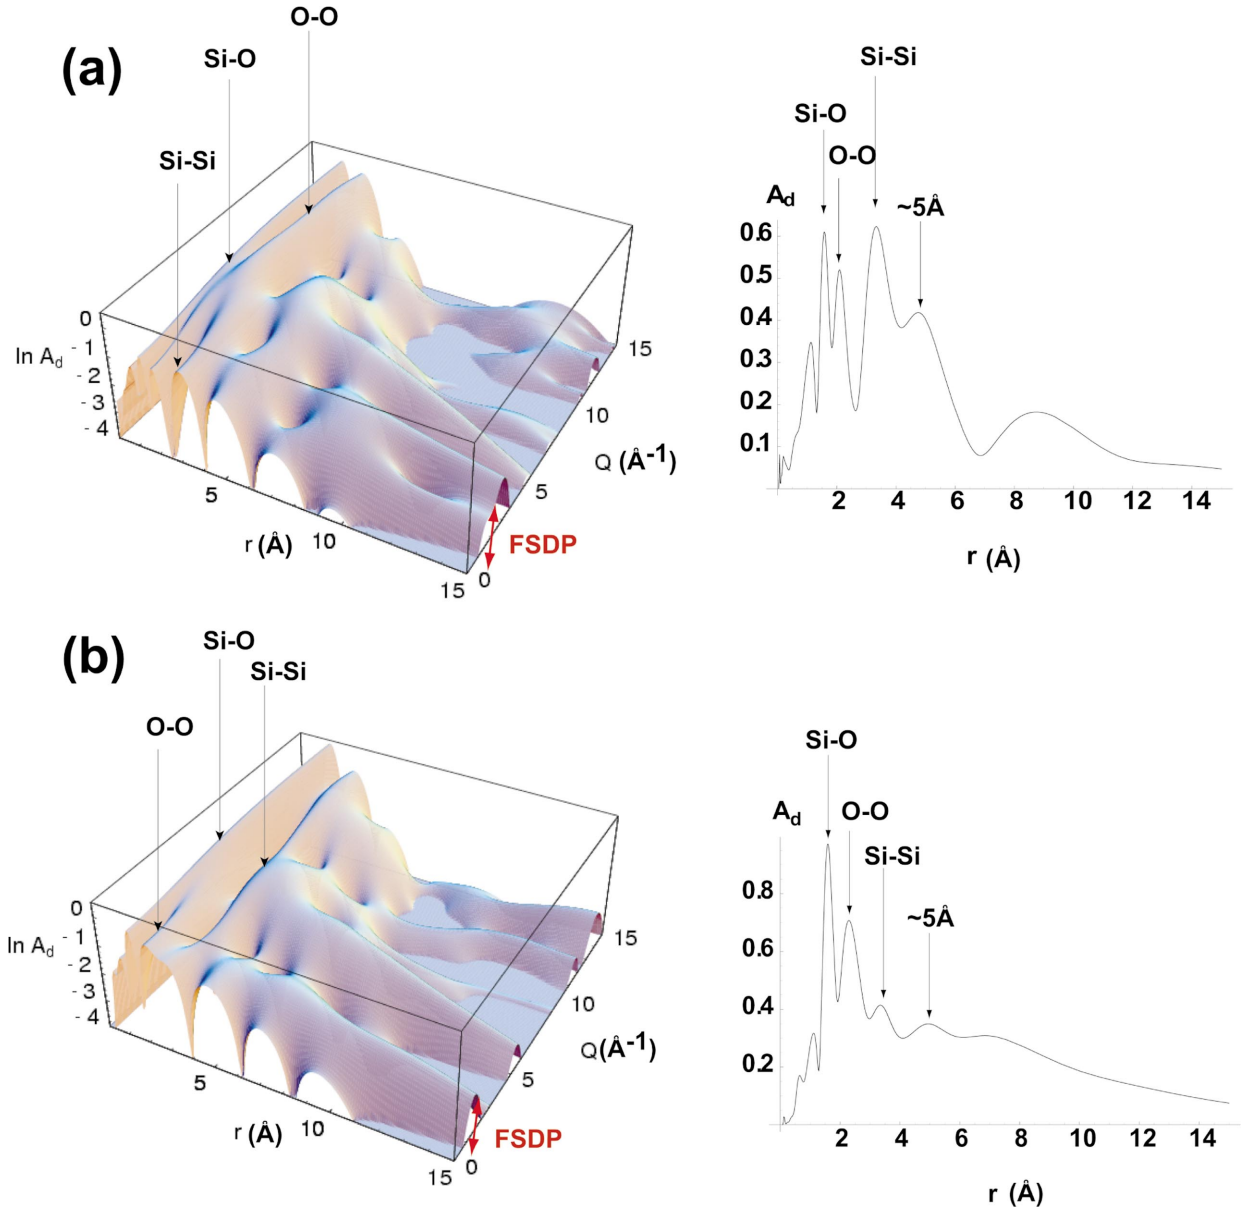 (a)
O-O
Si-O
Si-Si
0
- 1
- 2
- 3
- 4
ln A_d
5
10
15
r (Å)
0
5
10
15
Q (Å⁻¹)
FSDP
Si-Si
Si-O
O-O
~5Å
A_d
0.6
0.5
0.4
0.3
0.2
0.1
2 4 6 8 10 12 14
r (Å)
(b)
Si-O
Si-Si
O-O
0
- 1
- 2
- 3
- 4
ln A_d
5
10
15
r (Å)
0
5
10
15
Q(Å⁻¹)
FSDP
Si-O
O-O
Si-Si
~5Å
A_d
0.8
0.6
0.4
0.2
2 4 6 8 10 12 14
r (Å)